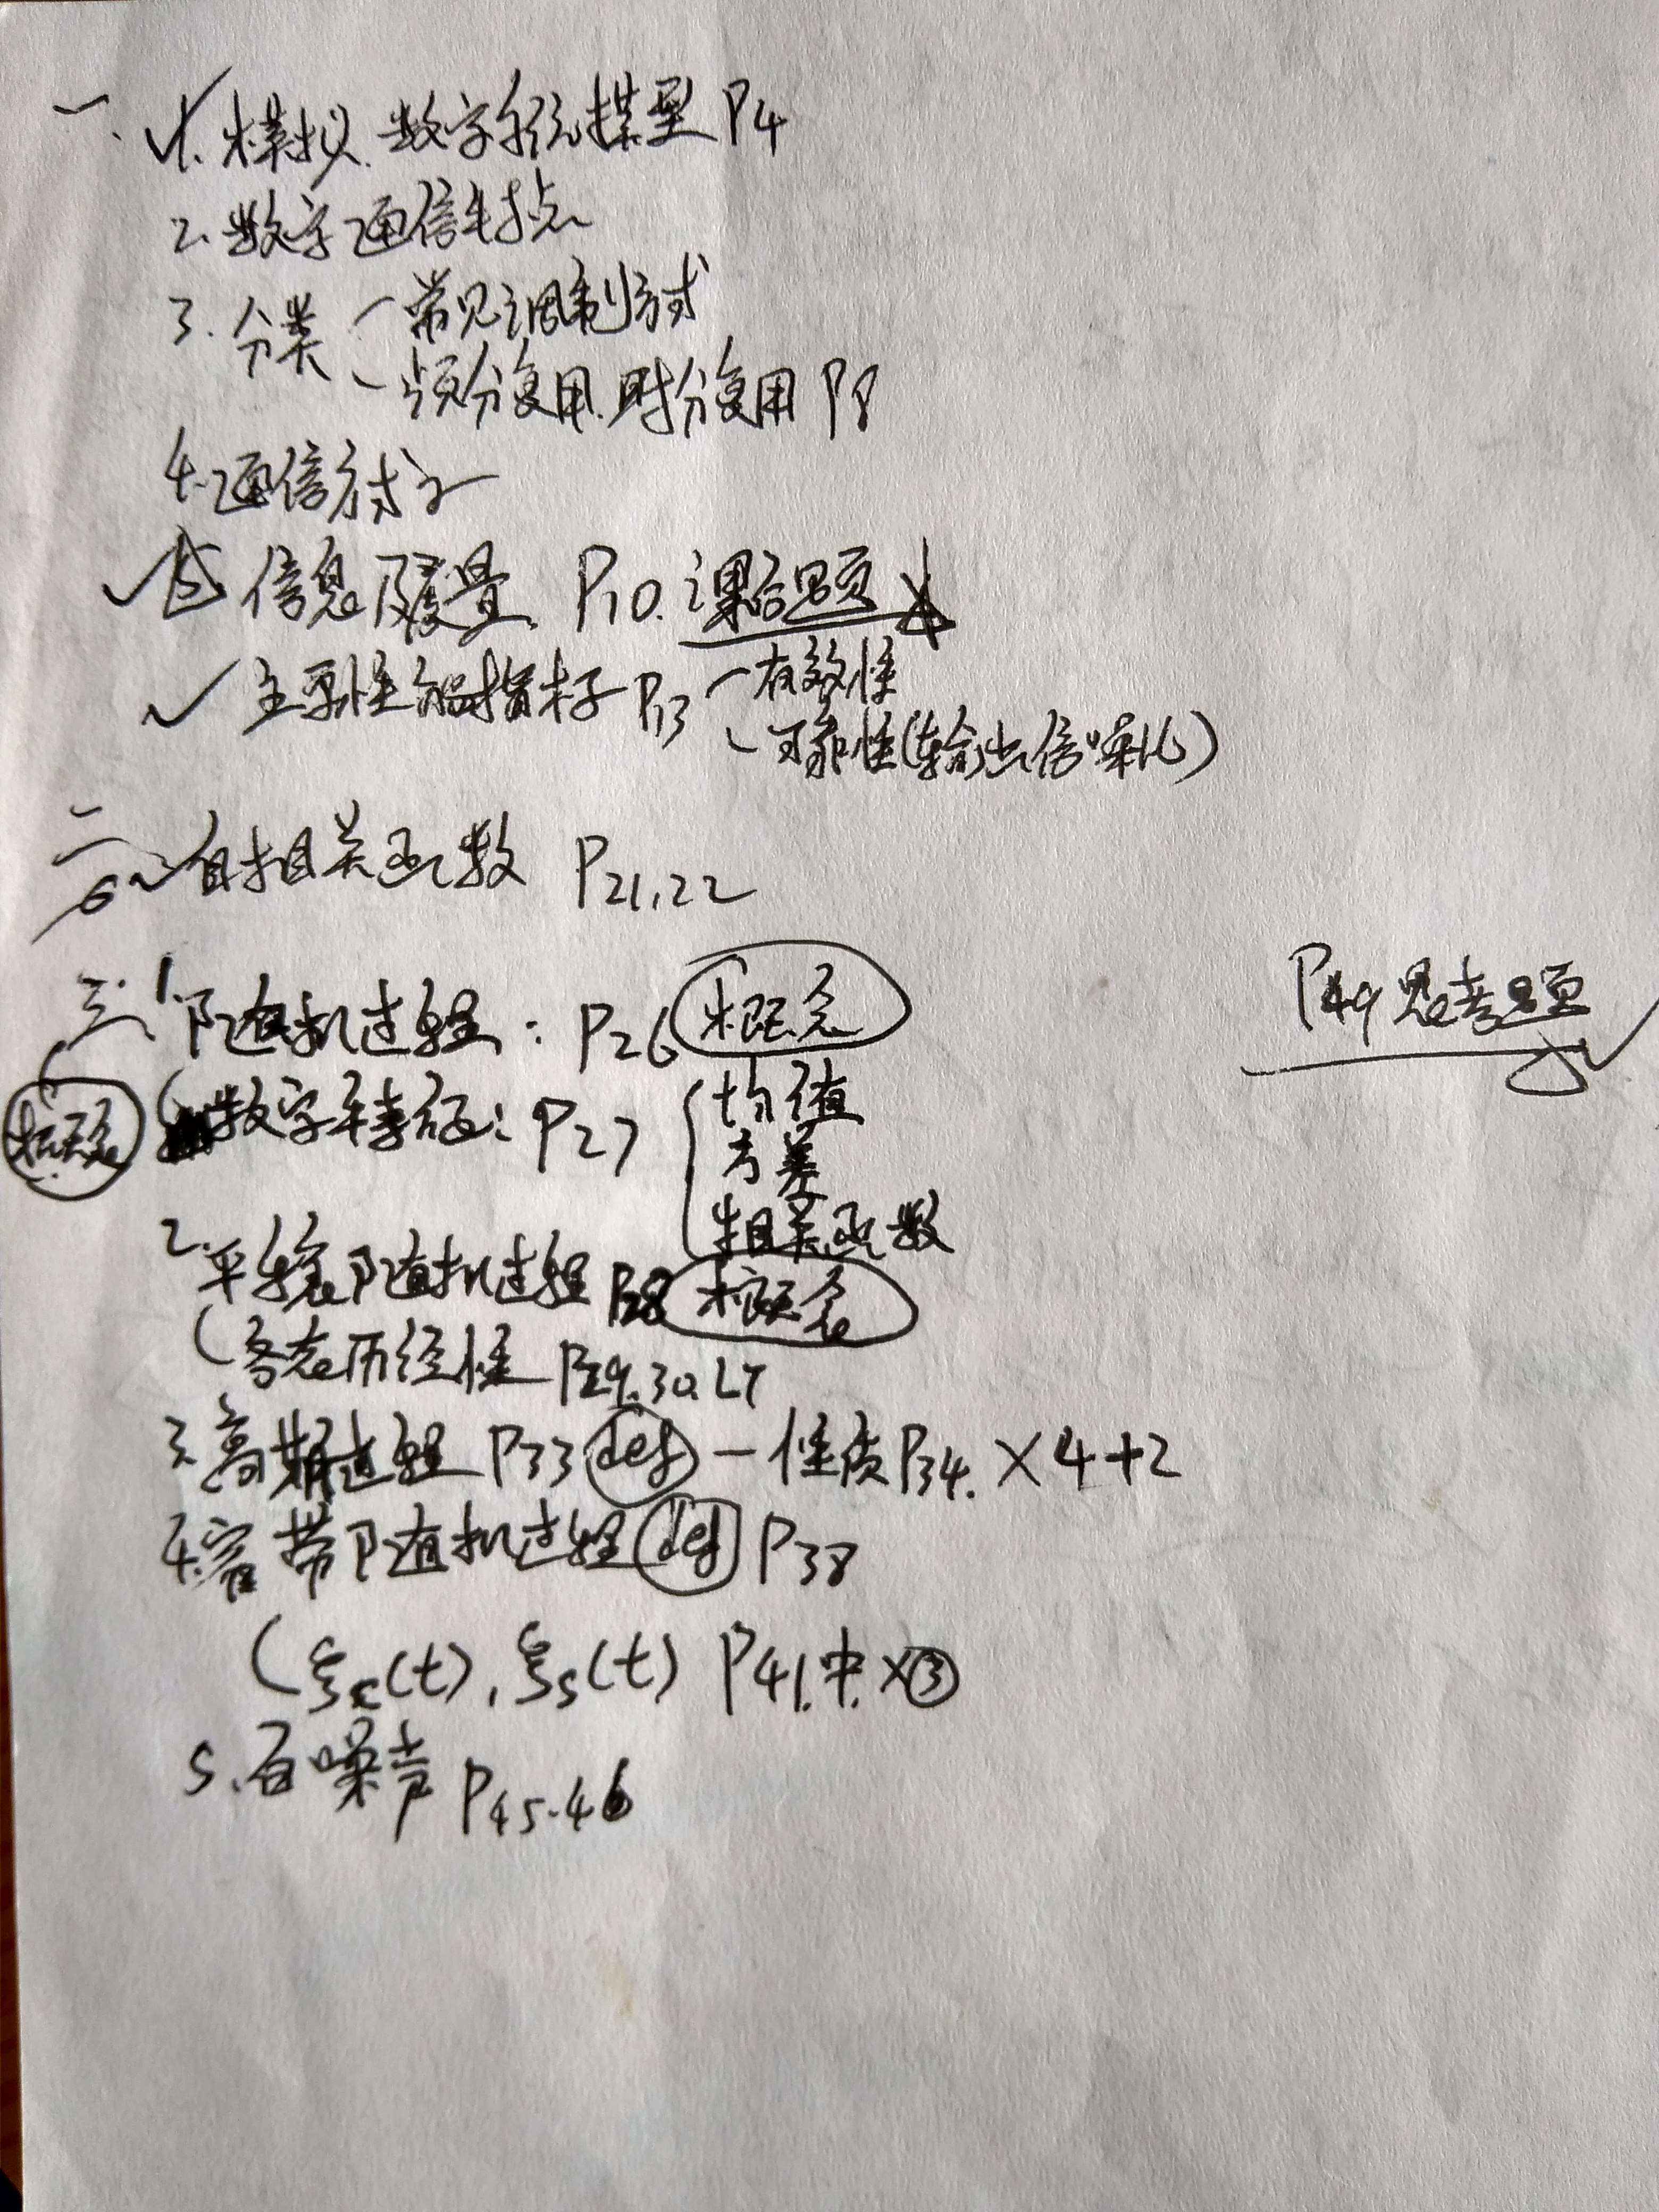 一、1. 模拟.数字系统模型 P4
2. 数字通信特点
3. 分类 - 常见调制方式
- 频分复用.时分复用 P8
4. 通信方式
5 信息及度量. P10. 课后题
主要性能指标 P13 - 有效性
- 可靠性(输出信噪比)
二、6 自相关函数 P21,22
三. 1. 随机过程: P26 概念
P49 思考题
概念 数字特征: P27 均值
方差
相关函数
2. 平稳随机过程 P28 概念
(各态历经性 P29.30.
3. 高斯过程 P33 def - 性质 P34. ×4+2
4. 窄带随机过程 def P38
(ξc(t), ξs(t) P41.中.×③
5. 白噪声 P45.46